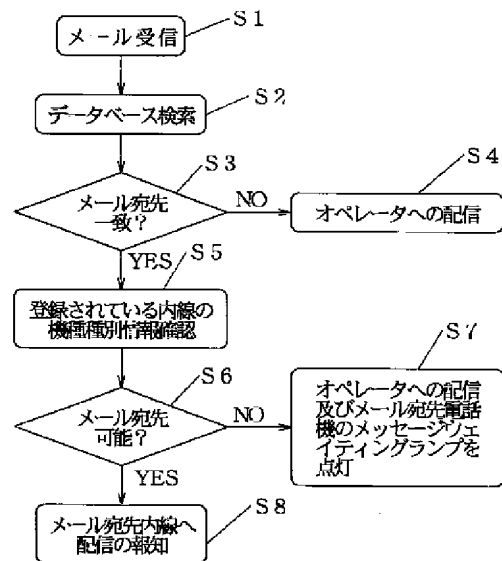 S1
メール受信
S2
データベース検索
S3
メール宛先
一致？
NO
S4
オペレータへの配信
YES
S5
登録されている内線の
機種種別情報確認
S6
メール宛先
可能？
NO
S7
オペレータへの配信
及びメール宛先電話
機のメッセージウェ
イティングランプを
点灯
YES
S8
メール宛先内線へ
配信の報知